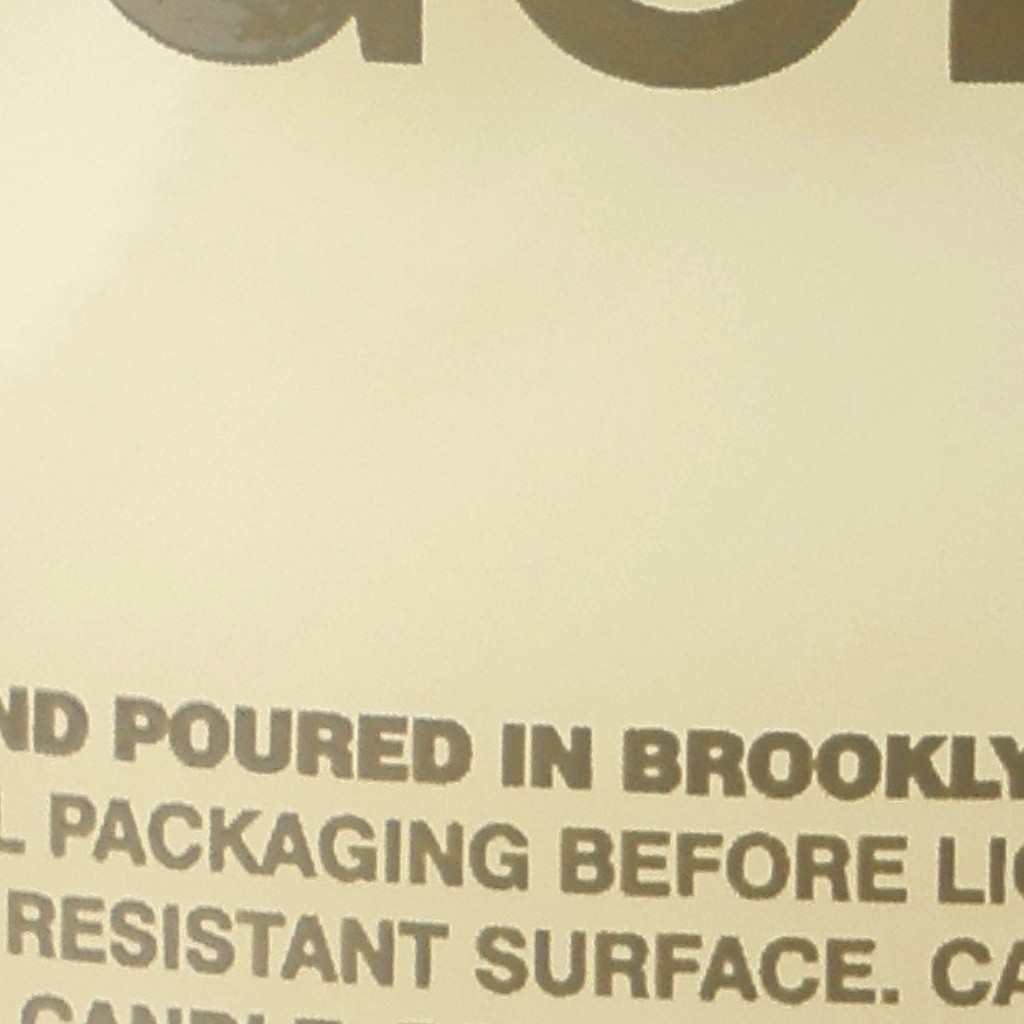 ND POURED IN BROOKLY
L PACKAGING BEFORE LI
RESISTANT SURFACE. CA